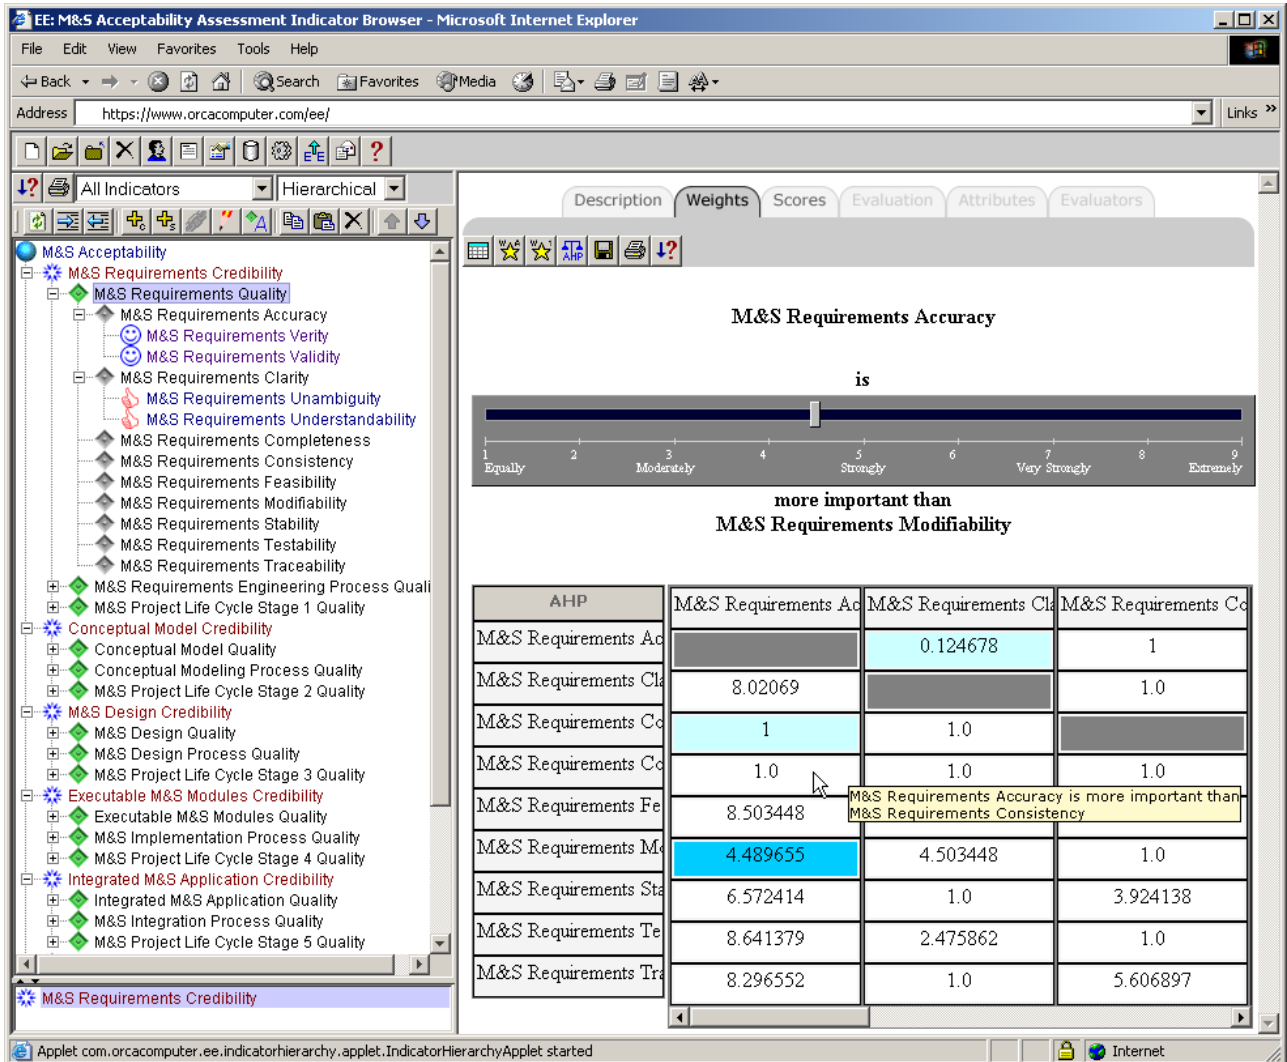 EE: M&S Acceptability Assessment Indicator Browser - Microsoft Internet Explorer
File Edit View Favorites Tools Help
Back Search Favorites Media
Address https://www.orcacomputer.com/ee/ Links »
All Indicators Hierarchical
M&S Acceptability
M&S Requirements Credibility
M&S Requirements Quality
M&S Requirements Accuracy
M&S Requirements Verity
M&S Requirements Validity
M&S Requirements Clarity
M&S Requirements Unambiguity
M&S Requirements Understandability
M&S Requirements Completeness
M&S Requirements Consistency
M&S Requirements Feasibility
M&S Requirements Modifiability
M&S Requirements Stability
M&S Requirements Testability
M&S Requirements Traceability
M&S Requirements Engineering Process Quali
M&S Project Life Cycle Stage 1 Quality
Conceptual Model Credibility
Conceptual Model Quality
Conceptual Modeling Process Quality
M&S Project Life Cycle Stage 2 Quality
M&S Design Credibility
M&S Design Quality
M&S Design Process Quality
M&S Project Life Cycle Stage 3 Quality
Executable M&S Modules Credibility
Executable M&S Modules Quality
M&S Implementation Process Quality
M&S Project Life Cycle Stage 4 Quality
Integrated M&S Application Credibility
Integrated M&S Application Quality
M&S Integration Process Quality
M&S Project Life Cycle Stage 5 Quality
M&S Requirements Credibility
Description Weights Scores Evaluation Attributes Evaluators
AHP
M&S Requirements Accuracy
is
1 2 3 4 5 6 7 8 9
Equally Moderately Strongly Very Strongly Extremely
more important than
M&S Requirements Modifiability
AHP M&S Requirements Ac M&S Requirements Cla M&S Requirements Co
M&S Requirements Ac 0.124678 1
M&S Requirements Cla 8.02069 1.0
M&S Requirements Co 1 1.0
M&S Requirements Co 1.0 1.0 1.0
M&S Requirements Accuracy is more important than
M&S Requirements Consistency
M&S Requirements Fe 8.503448
M&S Requirements Mo 4.489655 4.503448 1.0
M&S Requirements Sta 6.572414 1.0 3.924138
M&S Requirements Te 8.641379 2.475862 1.0
M&S Requirements Tra 8.296552 1.0 5.606897
Applet com.orcacomputer.ee.indicatorhierarchy.applet.IndicatorHierarchyApplet started Internet